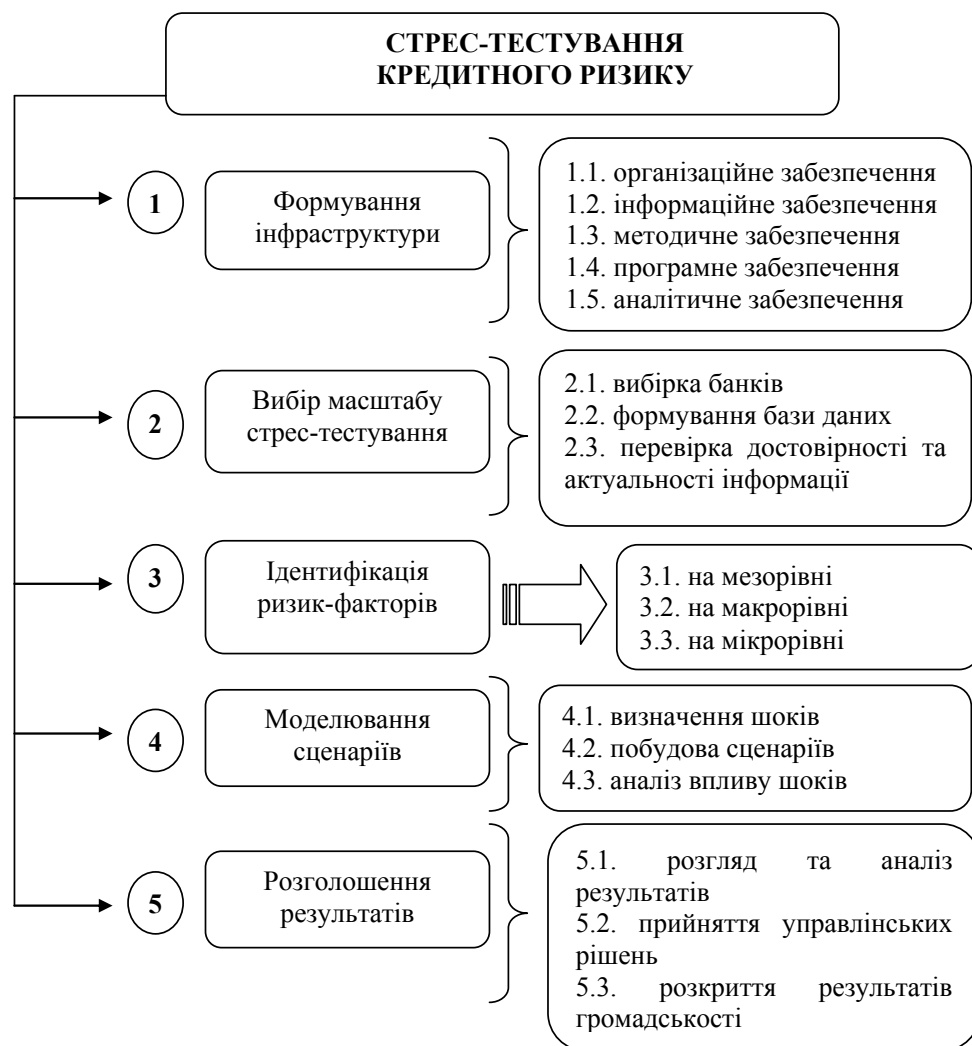 СТРЕС-ТЕСТУВАННЯ
КРЕДИТНОГО РИЗИКУ
1
Формування
інфраструктури
1.1. організаційне забезпечення
1.2. інформаційне забезпечення
1.3. методичне забезпечення
1.4. програмне забезпечення
1.5. аналітичне забезпечення
2
Вибір масштабу
стрес-тестування
2.1. вибірка банків
2.2. формування бази даних
2.3. перевірка достовірності та
актуальності інформації
3
Ідентифікація
ризик-факторів
3.1. на мезорівні
3.2. на макрорівні
3.3. на мікрорівні
4
Моделювання
сценаріїв
4.1. визначення шоків
4.2. побудова сценаріїв
4.3. аналіз впливу шоків
5
Розголошення
результатів
5.1. розгляд та аналіз
результатів
5.2. прийняття управлінських
рішень
5.3. розкриття результатів
громадськості